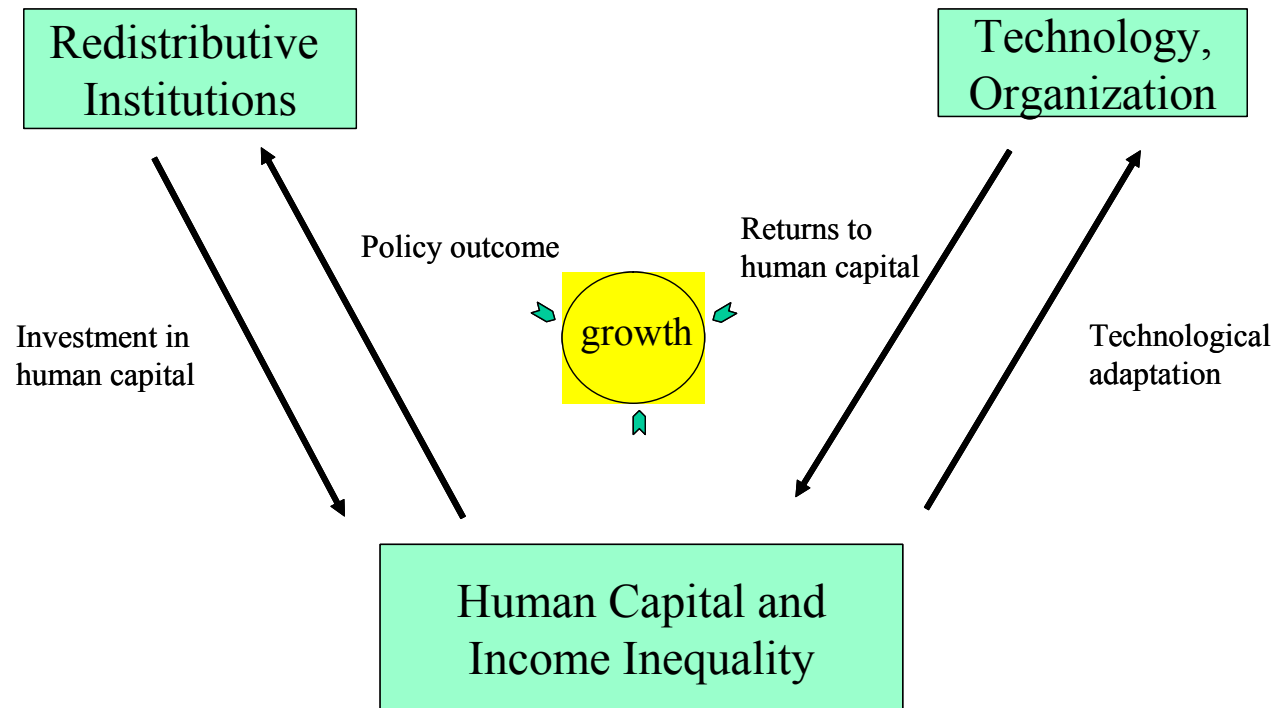 Redistributive
Institutions
Technology,
Organization
Policy outcome
Returns to
human capital
growth
Investment in
human capital
Technological
adaptation
Human Capital and
Income Inequality